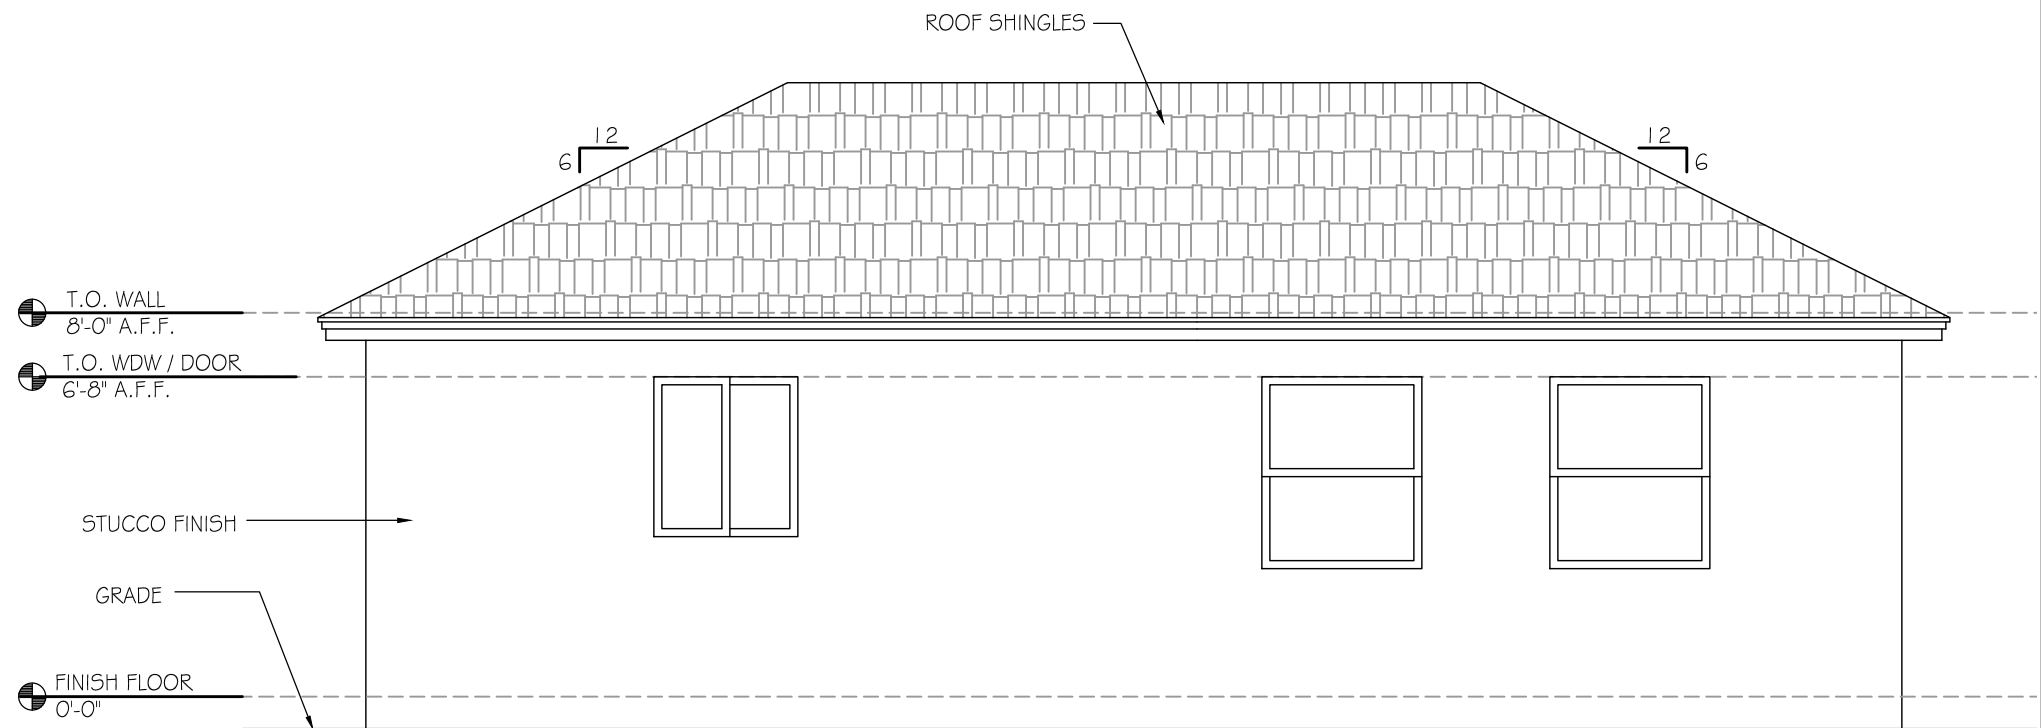 ROOF SHINGLES
12
6
12
6
T.O. WALL
8'-0" A.F.F.
T.O. WDW / DOOR
6'-8" A.F.F.
STUCCO FINISH
GRADE
FINISH FLOOR
0'-0"